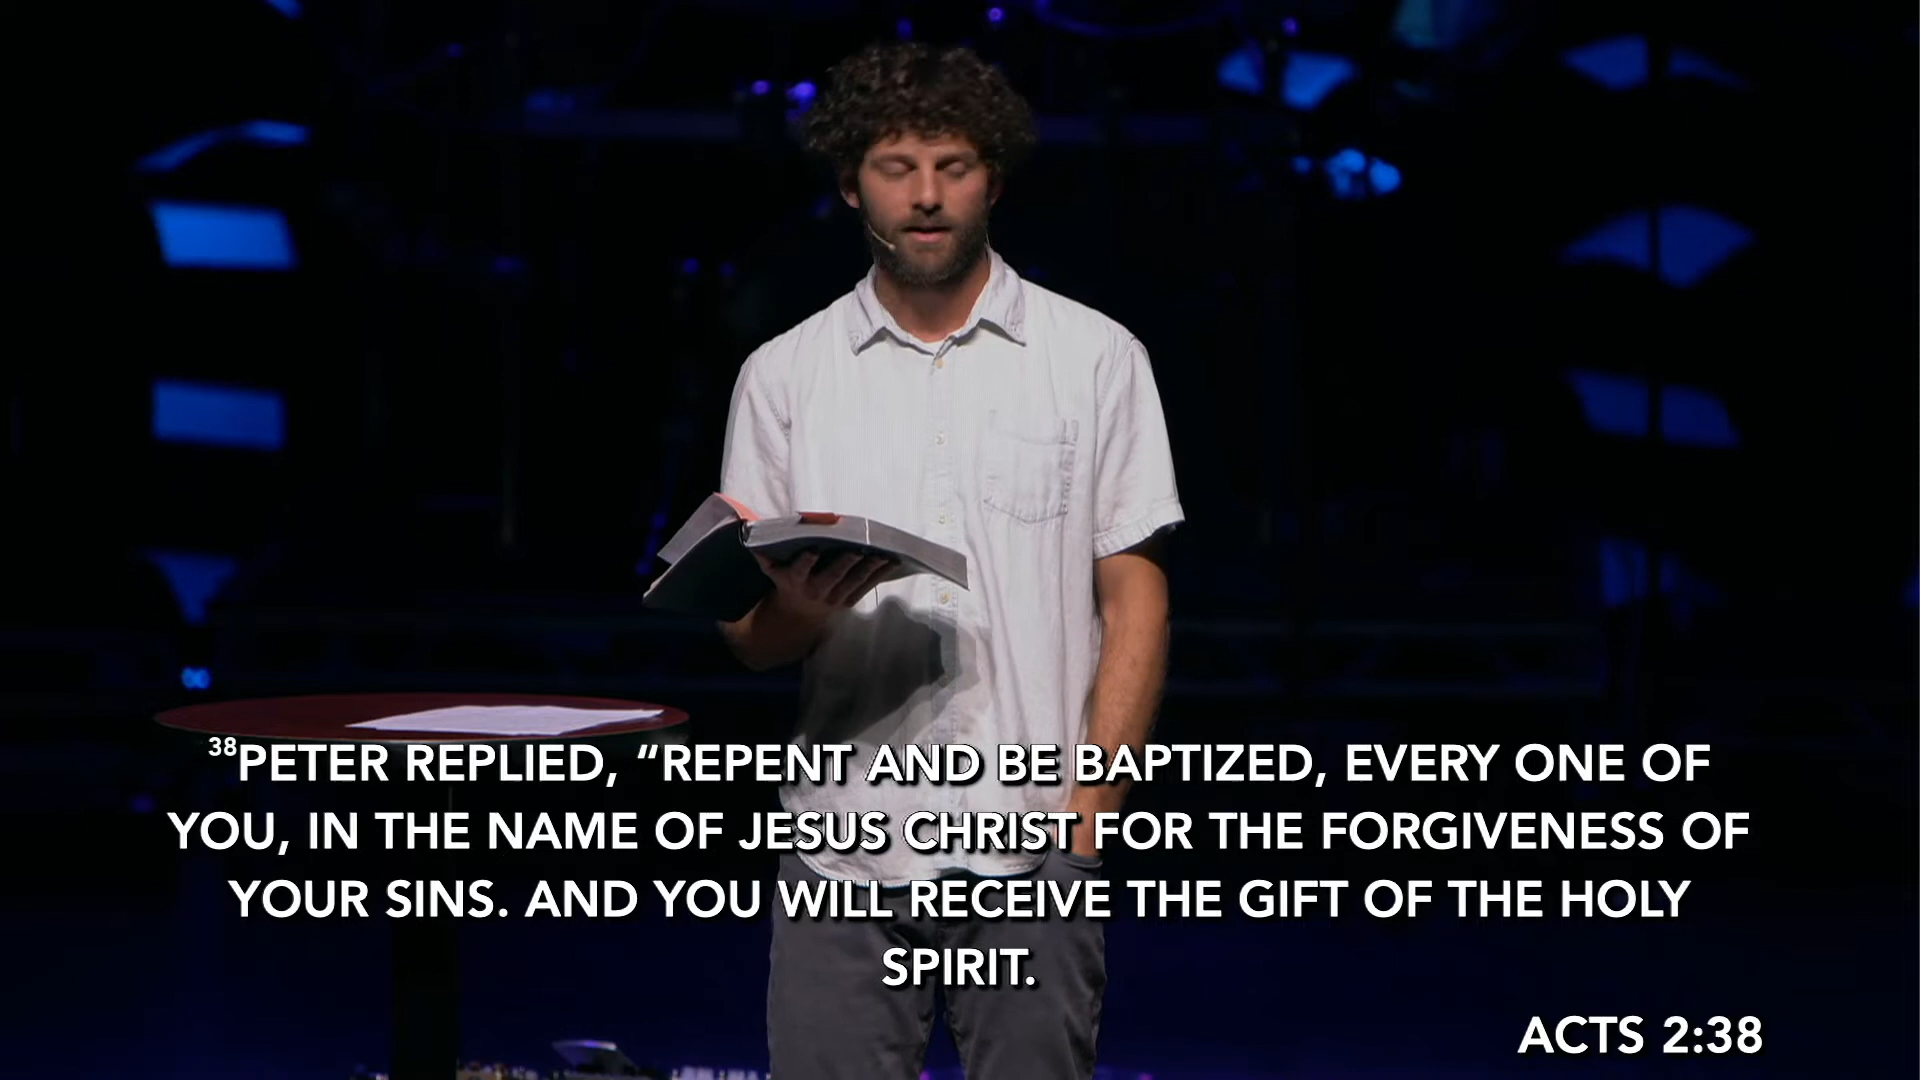 ³⁸PETER REPLIED, “REPENT AND BE BAPTIZED, EVERY ONE OF
YOU, IN THE NAME OF JESUS CHRIST FOR THE FORGIVENESS OF
YOUR SINS. AND YOU WILL RECEIVE THE GIFT OF THE HOLY
SPIRIT.
ACTS 2:38